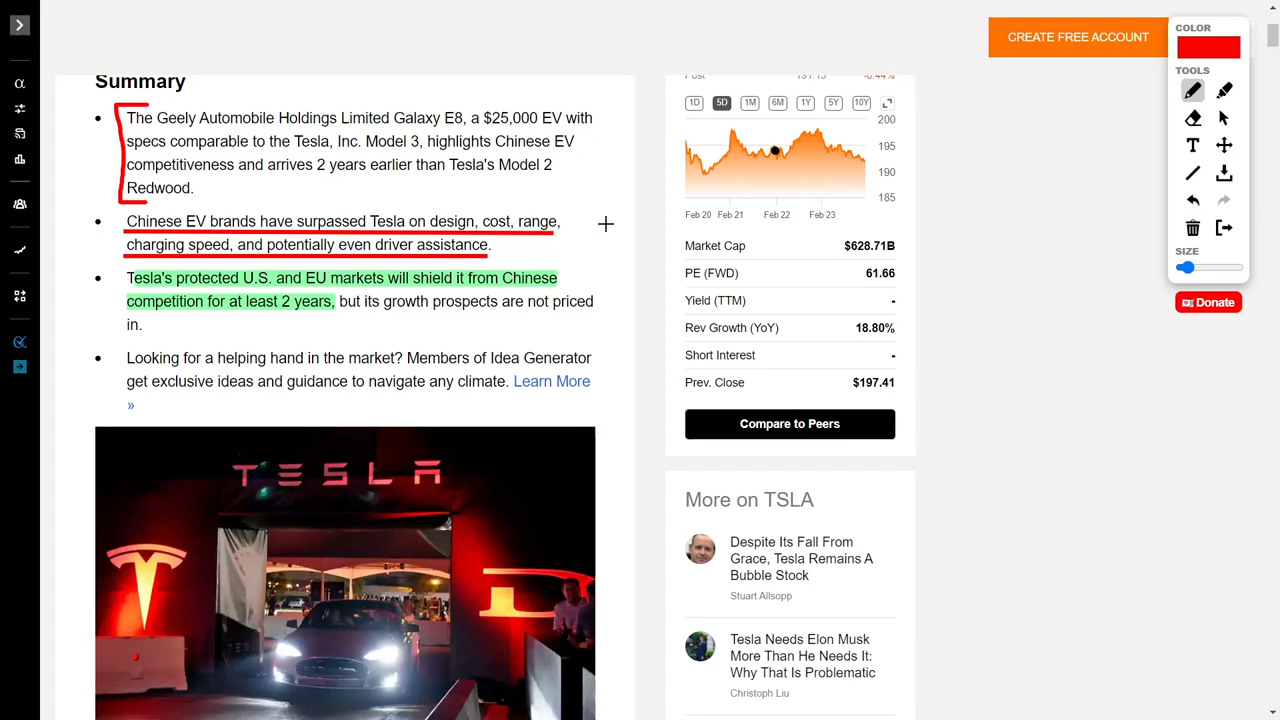 CREATE FREE ACCOUNT
COLOR
TOOLS
T
SIZE
Donate
α
Summary
• The Geely Automobile Holdings Limited Galaxy E8, a $25,000 EV with
specs comparable to the Tesla, Inc. Model 3, highlights Chinese EV
competitiveness and arrives 2 years earlier than Tesla's Model 2
Redwood.
• Chinese EV brands have surpassed Tesla on design, cost, range,
charging speed, and potentially even driver assistance.
• Tesla's protected U.S. and EU markets will shield it from Chinese
competition for at least 2 years, but its growth prospects are not priced
in.
• Looking for a helping hand in the market? Members of Idea Generator
get exclusive ideas and guidance to navigate any climate. Learn More
»
TESLA
Post 191.13 -0.44%
1D 5D 1M 6M 1Y 5Y 10Y
200
195
190
185
Feb 20 Feb 21 Feb 22 Feb 23
Market Cap $628.71B
PE (FWD) 61.66
Yield (TTM) -
Rev Growth (YoY) 18.80%
Short Interest -
Prev. Close $197.41
Compare to Peers
More on TSLA
Despite Its Fall From
Grace, Tesla Remains A
Bubble Stock
Stuart Allsopp
Tesla Needs Elon Musk
More Than He Needs It:
Why That Is Problematic
Christoph Liu